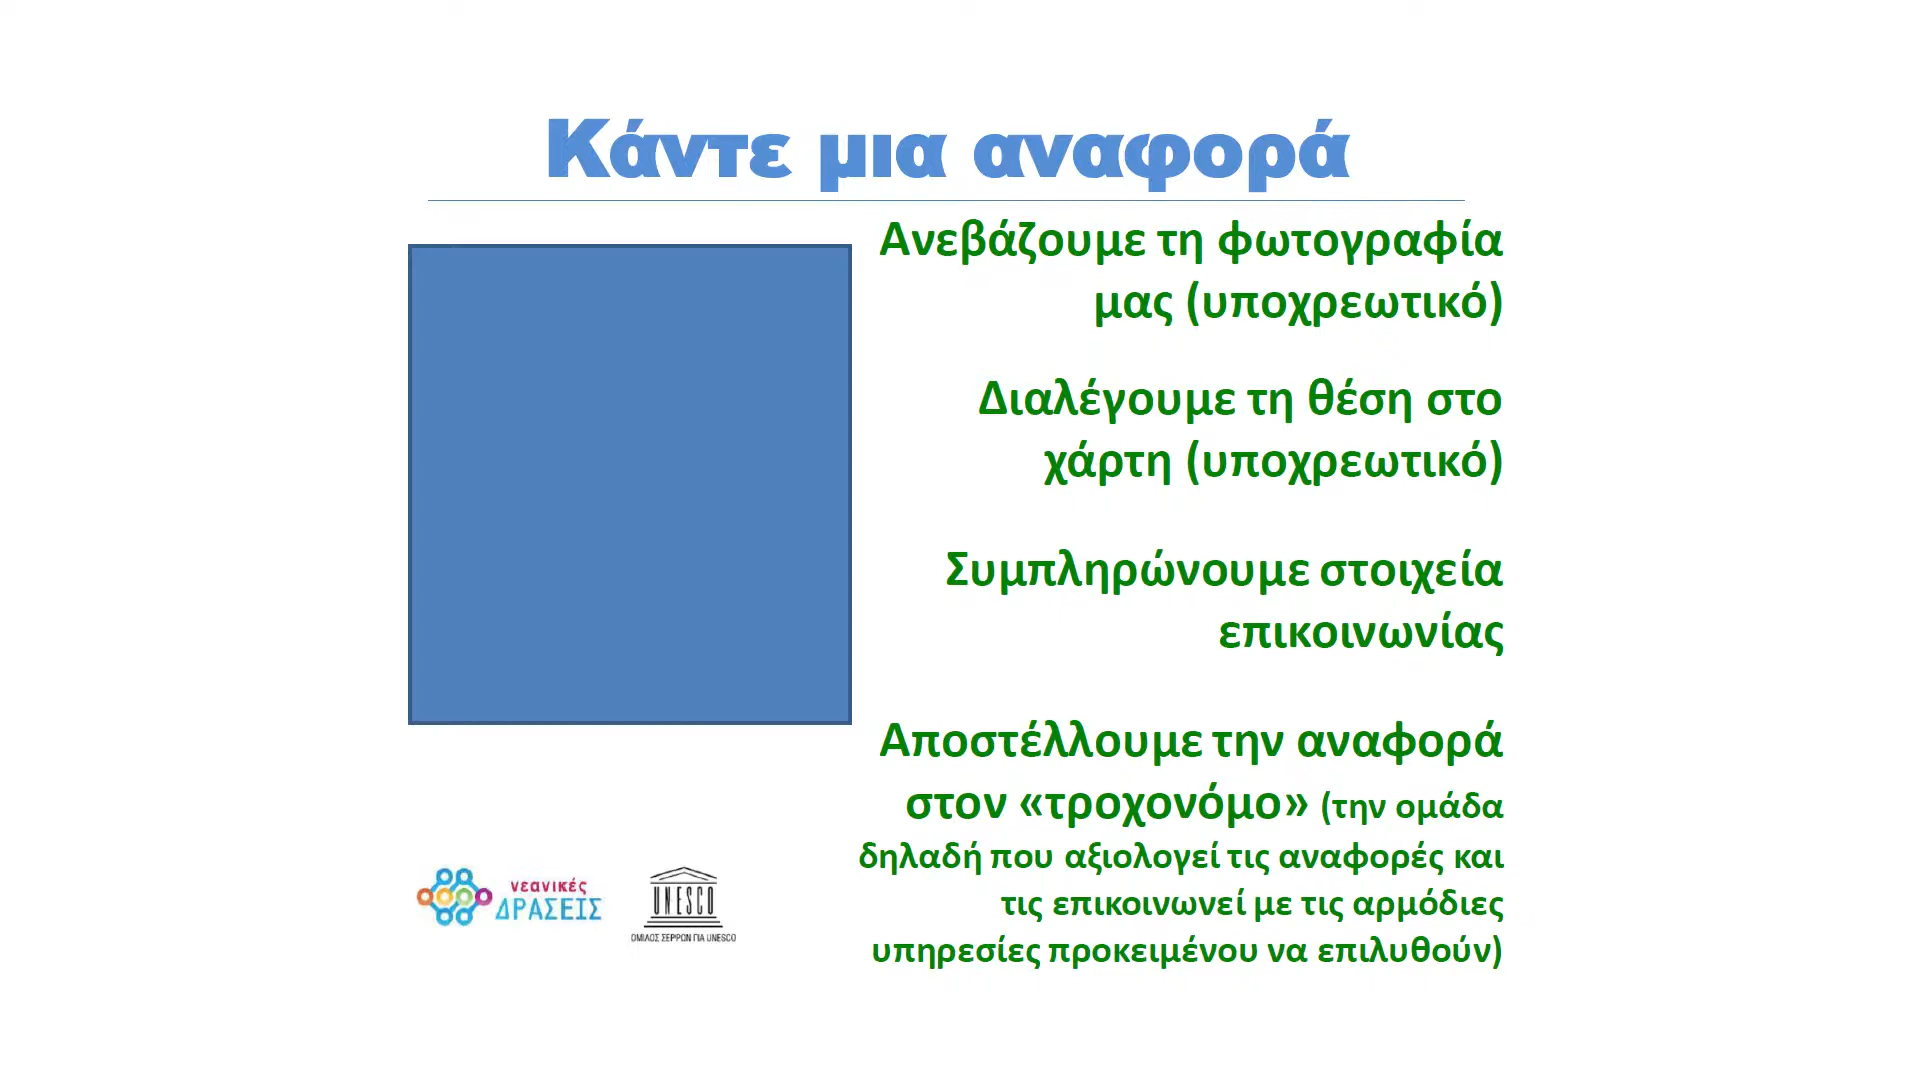 Κάντε μια αναφορά
Ανεβάζουμε τη φωτογραφία
μας (υποχρεωτικό)
Διαλέγουμε τη θέση στο
χάρτη (υποχρεωτικό)
Συμπληρώνουμε στοιχεία
επικοινωνίας
Αποστέλλουμε την αναφορά
στον «τροχονόμο» (την ομάδα
δηλαδή που αξιολογεί τις αναφορές και
τις επικοινωνεί με τις αρμόδιες
υπηρεσίες προκειμένου να επιλυθούν)
νεανικές
ΔΡΑΣΕΙΣ
UNESCO
ΟΜΙΛΟΣ ΣΕΡΡΩΝ ΓΙΑ UNESCO